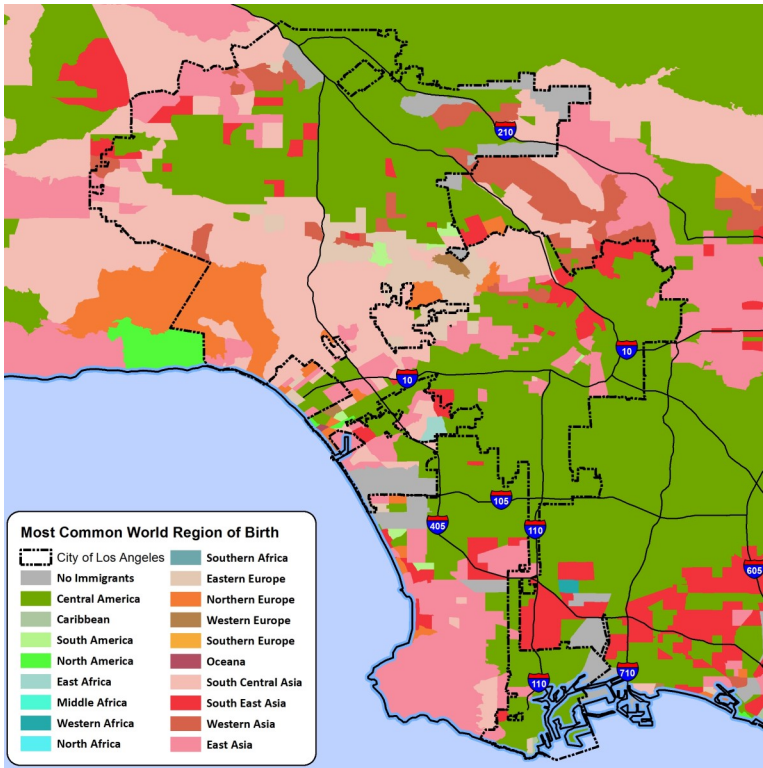 210
10
10
105
405
110
605
110
710
Most Common World Region of Birth
City of Los Angeles
No Immigrants
Central America
Caribbean
South America
North America
East Africa
Middle Africa
Western Africa
North Africa
Southern Africa
Eastern Europe
Northern Europe
Western Europe
Southern Europe
Oceana
South Central Asia
South East Asia
Western Asia
East Asia